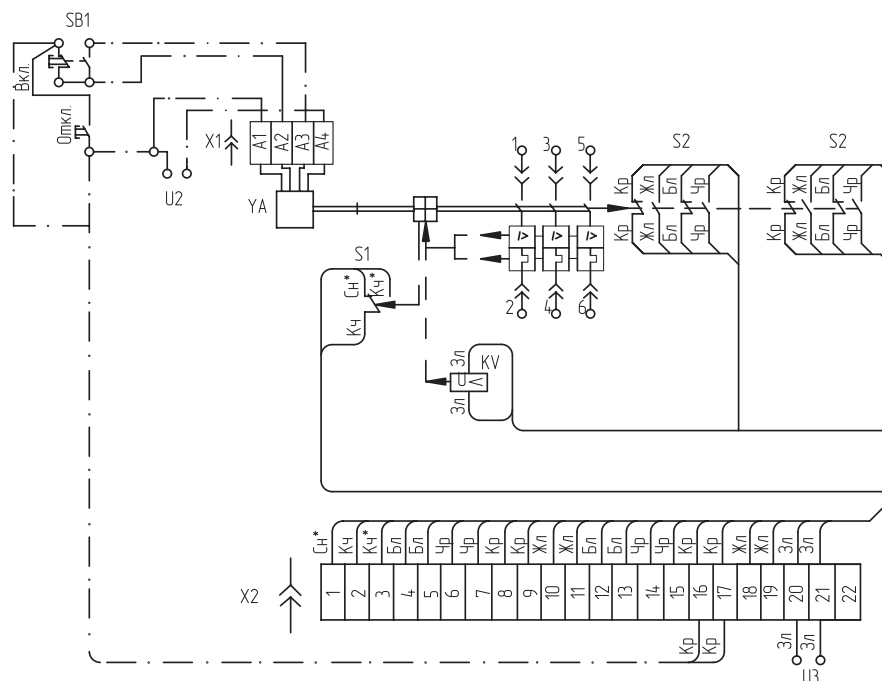 SB1
Вкл.
Откл.
U2
X1
A1 A2 A3 A4
YA
1 3 5
I> I> I>
2 4 6
S2
Кр Жл Бл Чр
Кр Жл Бл Чр
S2
Кр Жл Бл Чр
Кр Жл Бл Чр
S1
Сн* Кч*
Кч
Зл KV
U<
Зл
Сн* Кч Кч* Бл Бл Чр Чр Кр Кр Жл Жл Бл Бл Чр Чр Кр Кр Жл Жл Зл Зл
X2
1 2 3 4 5 6 7 8 9 10 11 12 13 14 15 16 17 18 19 20 21 22
Кр Кр Зл Зл
U3